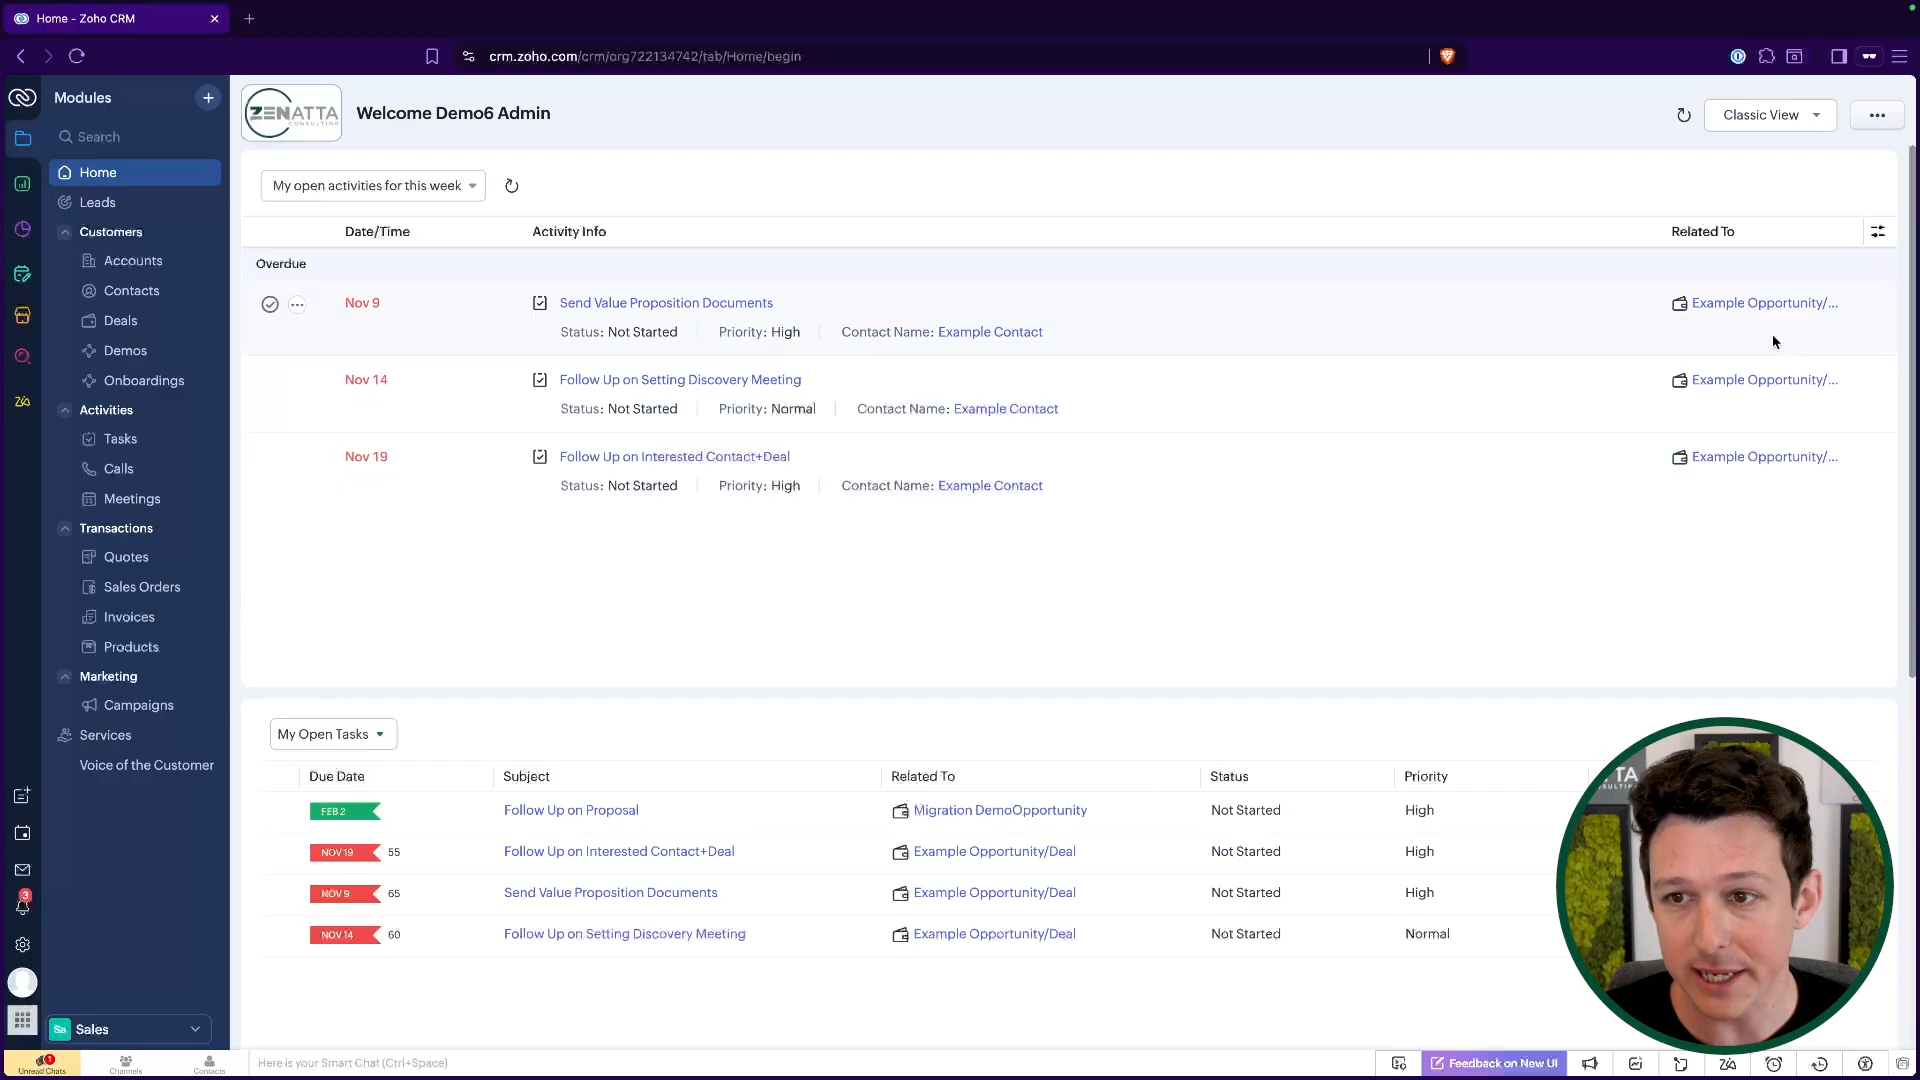 Home - Zoho CRM
crm.zoho.com/crm/org722134742/tab/Home/begin
Modules
Search
Home
Leads
Customers
Accounts
Contacts
Deals
Demos
Onboardings
Activities
Tasks
Calls
Meetings
Transactions
Quotes
Sales Orders
Invoices
Products
Marketing
Campaigns
Services
Voice of the Customer
3
Sa Sales
ZENATTA
CONSULTING
Welcome Demo6 Admin
Classic View
My open activities for this week
Date/Time Activity Info Related To
Overdue
Nov 9 Send Value Proposition Documents Example Opportunity/...
Status: Not Started Priority: High Contact Name: Example Contact
Nov 14 Follow Up on Setting Discovery Meeting Example Opportunity/...
Status: Not Started Priority: Normal Contact Name: Example Contact
Nov 19 Follow Up on Interested Contact+Deal Example Opportunity/...
Status: Not Started Priority: High Contact Name: Example Contact
My Open Tasks
Due Date Subject Related To Status Priority
FEB 2 Follow Up on Proposal Migration DemoOpportunity Not Started High
NOV 19 55 Follow Up on Interested Contact+Deal Example Opportunity/Deal Not Started High
NOV 9 65 Send Value Proposition Documents Example Opportunity/Deal Not Started High
NOV 14 60 Follow Up on Setting Discovery Meeting Example Opportunity/Deal Not Started Normal
1
Unread Chats Channels Contacts Here is your Smart Chat (Ctrl+Space) Feedback on New UI